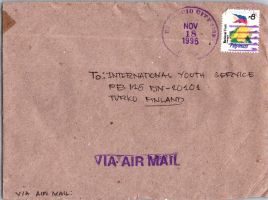 NOV
18
1996
8
Pilipinas
To: INTERNATIONAL YOUTH SERVICE
PB 125 FIN-20101
TURKU FINLAND
VIA AIR MAIL
VIA AIR MAIL: